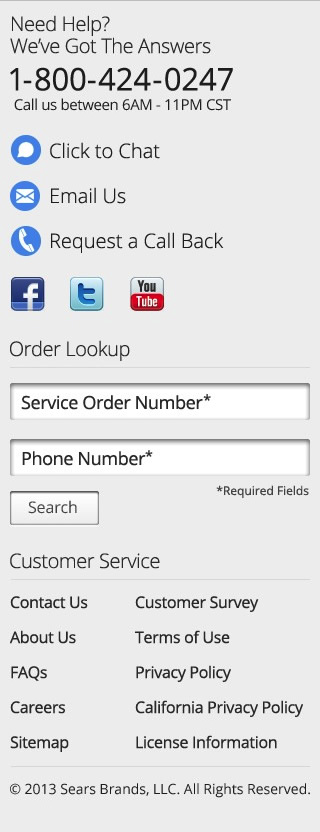 Need Help?
We've Got The Answers
1-800-424-0247
Call us between 6AM - 11PM CST
Click to Chat
Email Us
Request a Call Back
f
t
You
Tube
Order Lookup
Service Order Number*
Phone Number*
*Required Fields
Search
Customer Service
Contact Us
Customer Survey
About Us
Terms of Use
FAQs
Privacy Policy
Careers
California Privacy Policy
Sitemap
License Information
© 2013 Sears Brands, LLC. All Rights Reserved.